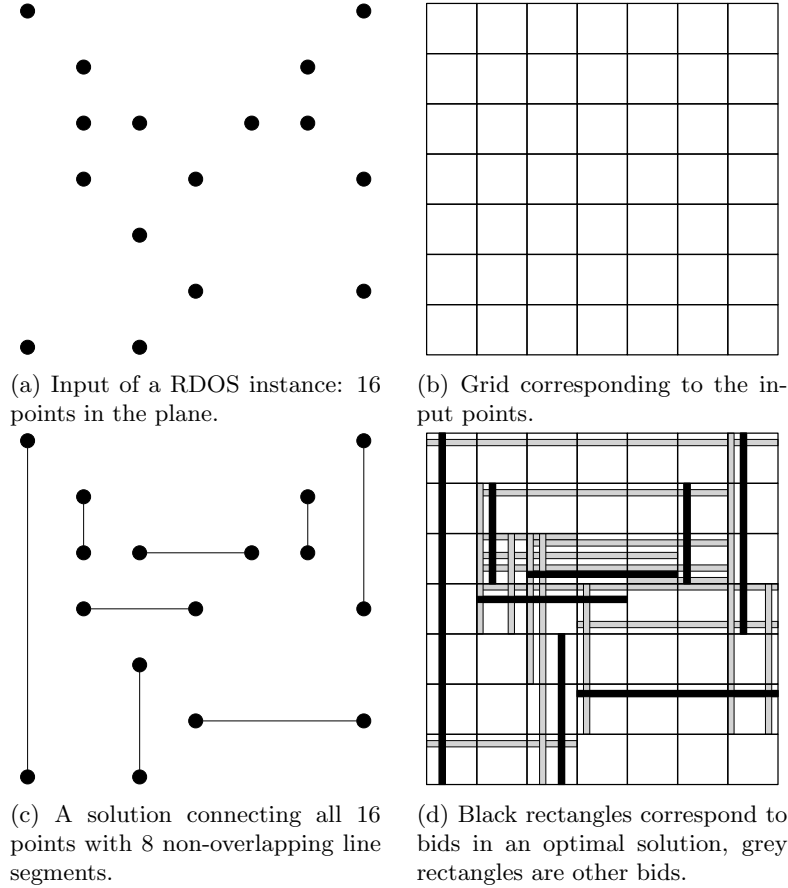 (a) Input of a RDOS instance: 16
points in the plane.
(b) Grid corresponding to the in-
put points.
(c) A solution connecting all 16
points with 8 non-overlapping line
segments.
(d) Black rectangles correspond to
bids in an optimal solution, grey
rectangles are other bids.